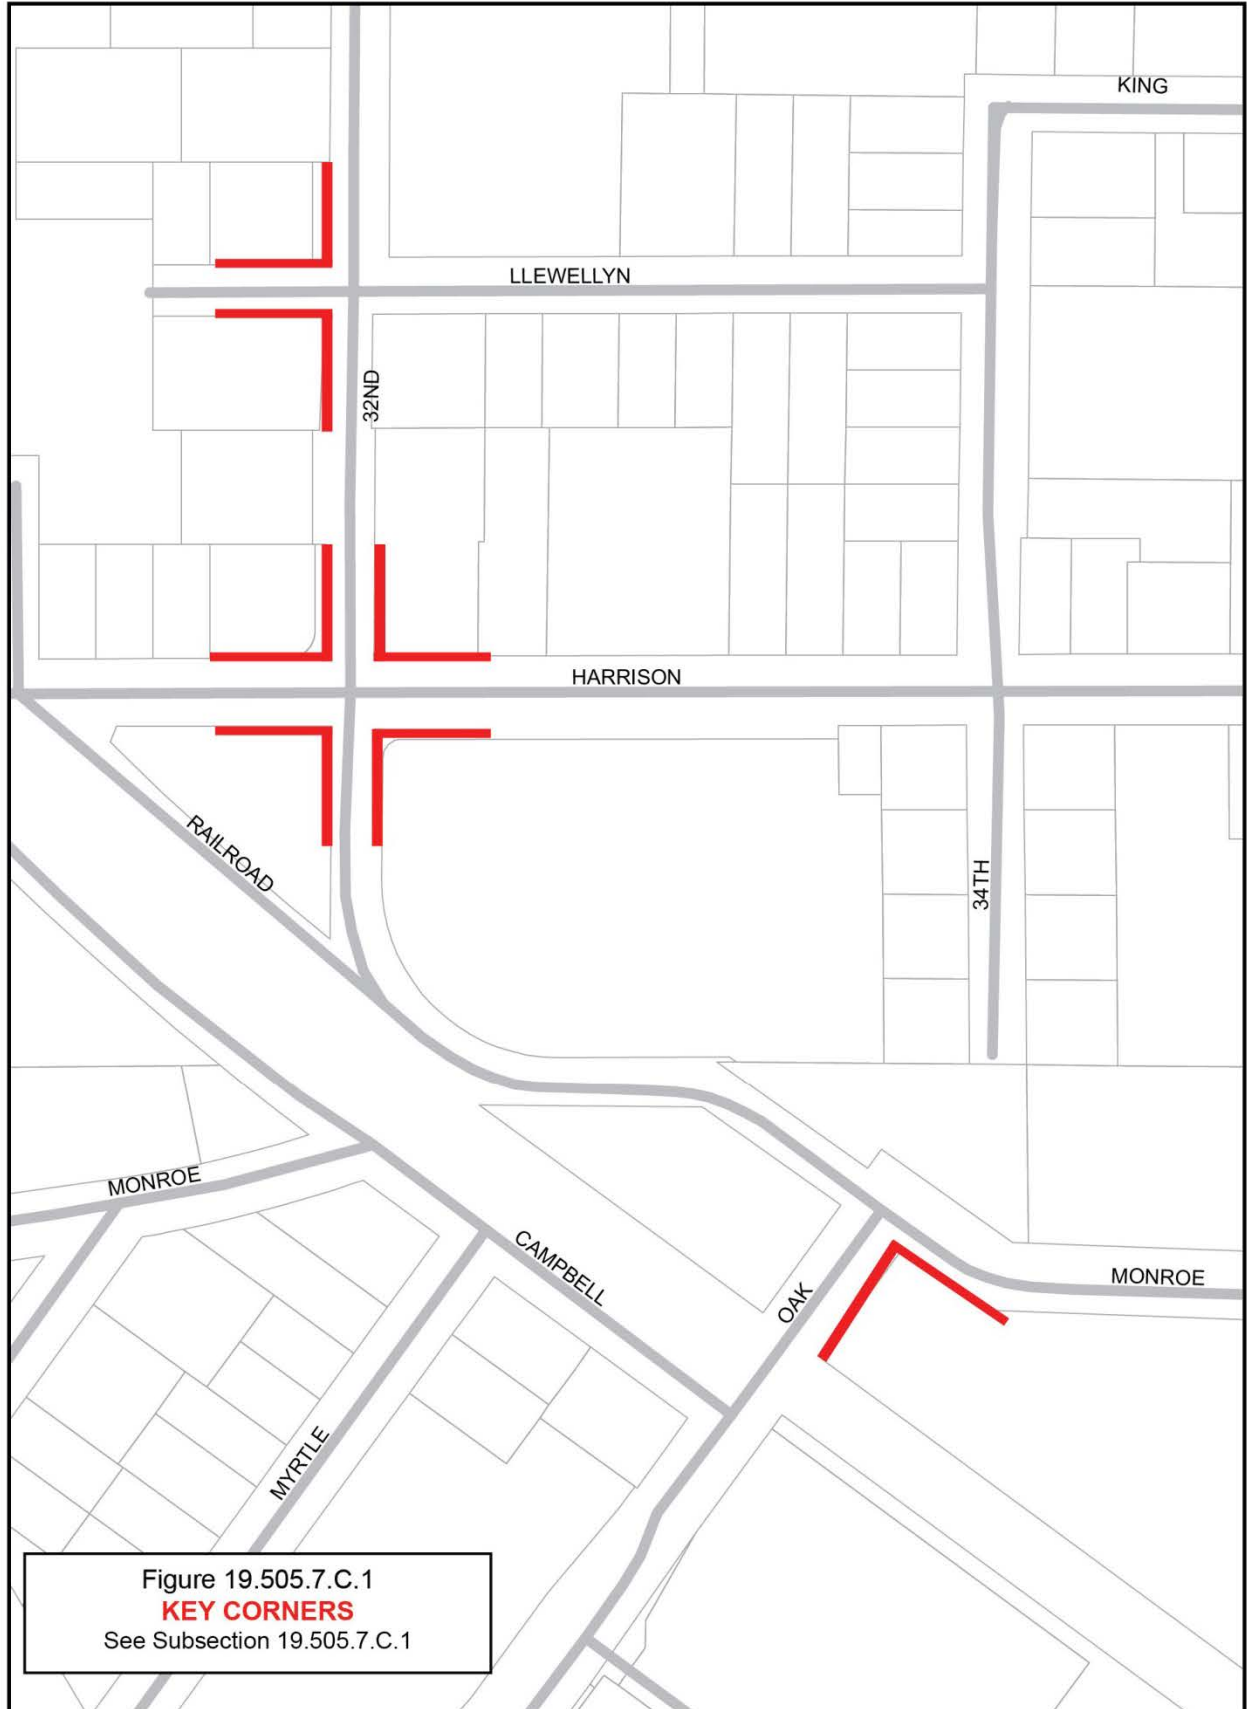 KING
LLEWELLYN
32ND
HARRISON
RAILROAD
34TH
MONROE
CAMPBELL
OAK
MONROE
MYRTLE
Figure 19.505.7.C.1
KEY CORNERS
See Subsection 19.505.7.C.1